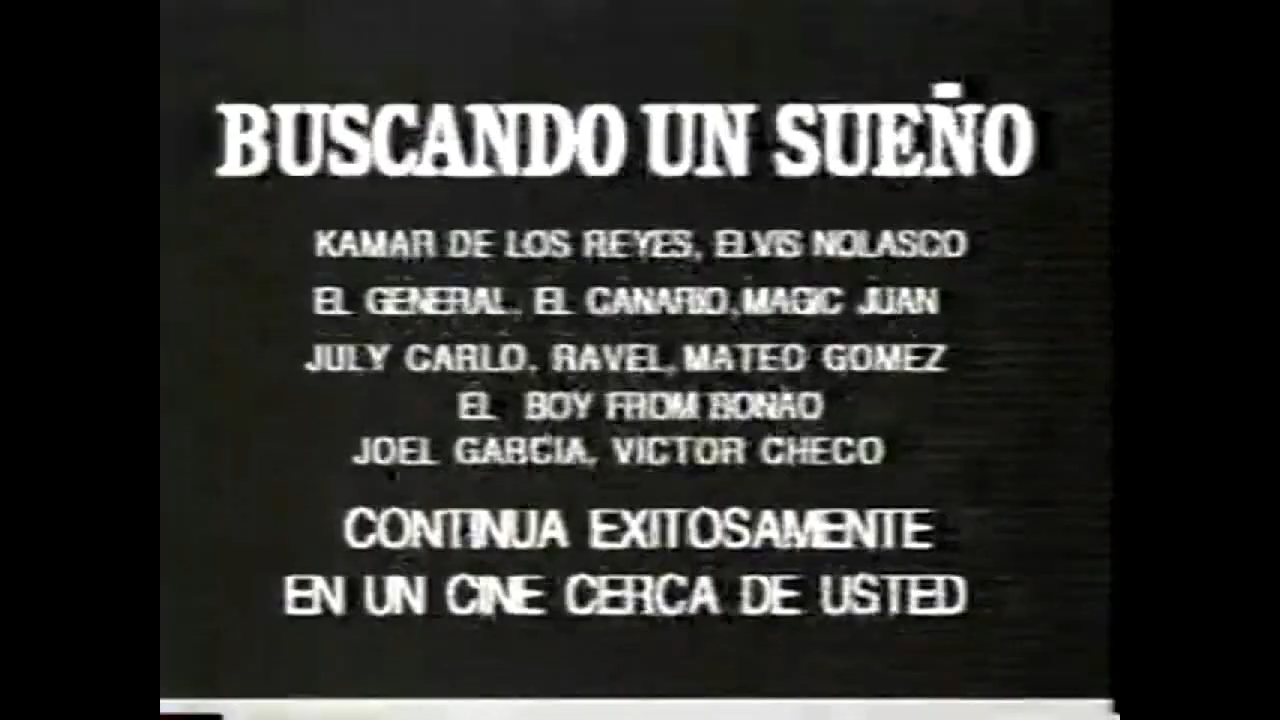 BUSCANDO UN SUEÑO
KAMAR DE LOS REYES, ELVIS NOLASCO
EL GENERAL, EL CANARIO, MAGIC JUAN
JULY CARLO, RAVEL, MATEO GOMEZ
EL BOY FROM BONAO
JOEL GARCIA, VICTOR CHECO
CONTINUA EXITOSAMENTE
EN UN CINE CERCA DE USTED